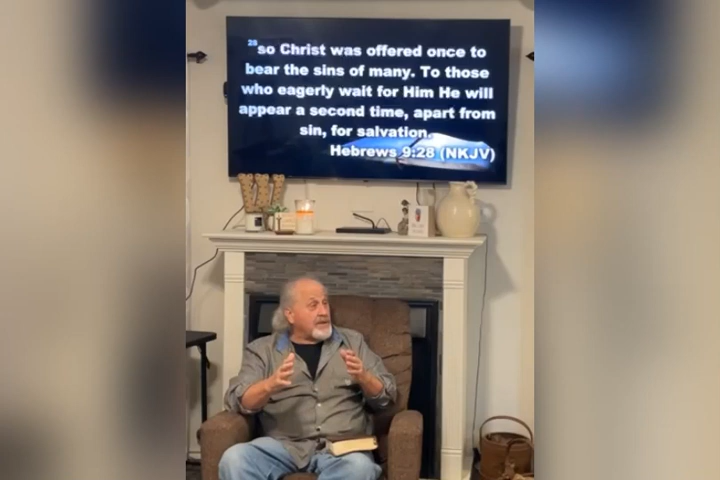 28so Christ was offered once to
bear the sins of many. To those
who eagerly wait for Him He will
appear a second time, apart from
sin, for salvation.
Hebrews 9:28 (NKJV)